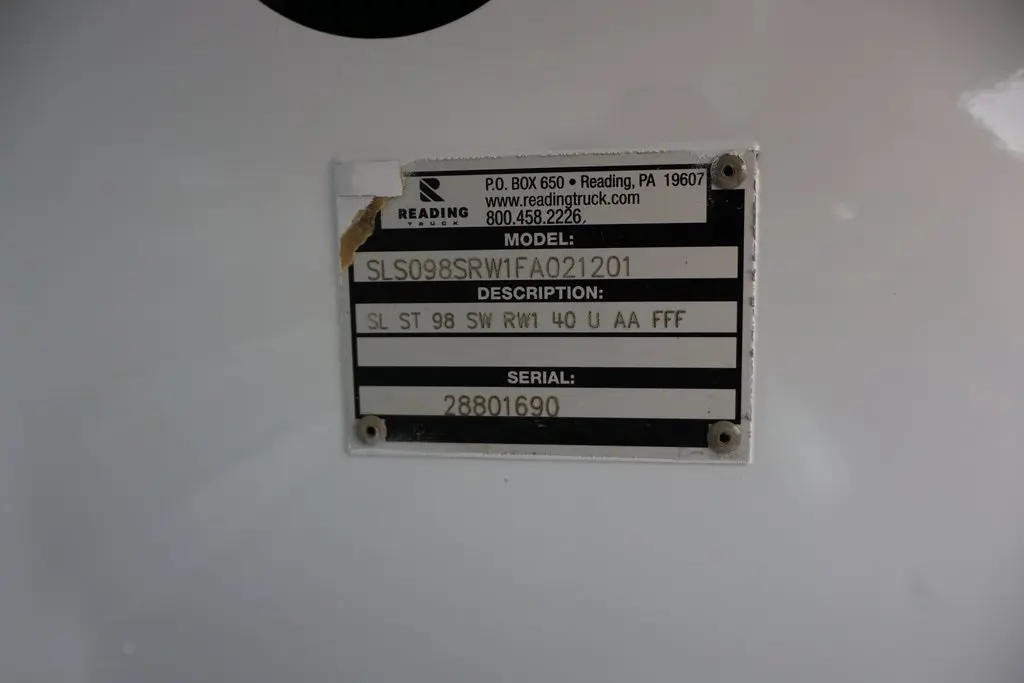 READING
TRUCK
P.O. BOX 650 • Reading, PA 19607
www.readingtruck.com
800.458.2226
MODEL:
SLS098SRW1FA021201
DESCRIPTION:
SL ST 98 SW RW1 40 U AA FFF
SERIAL:
28801690